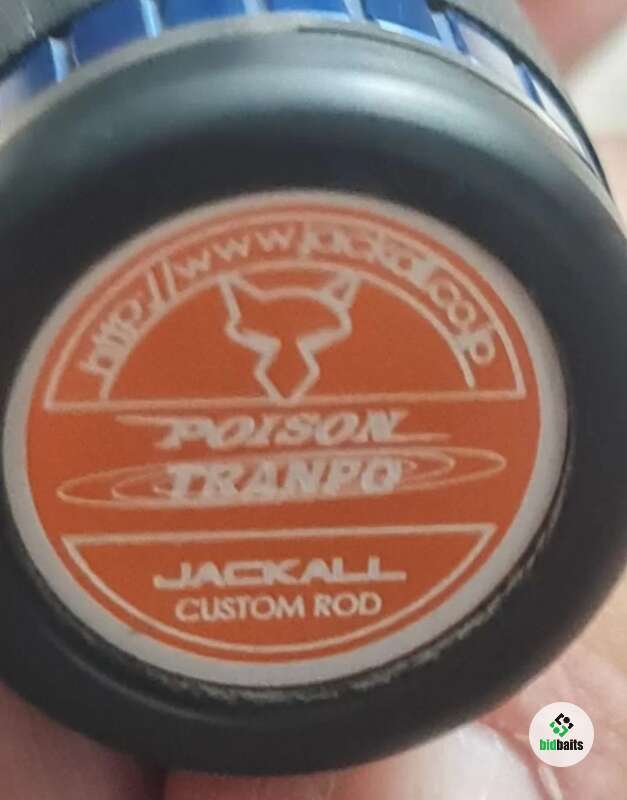 http://www.jackall.co.jp
POISON
TRANPO
JACKALL
CUSTOM ROD
bidbaits